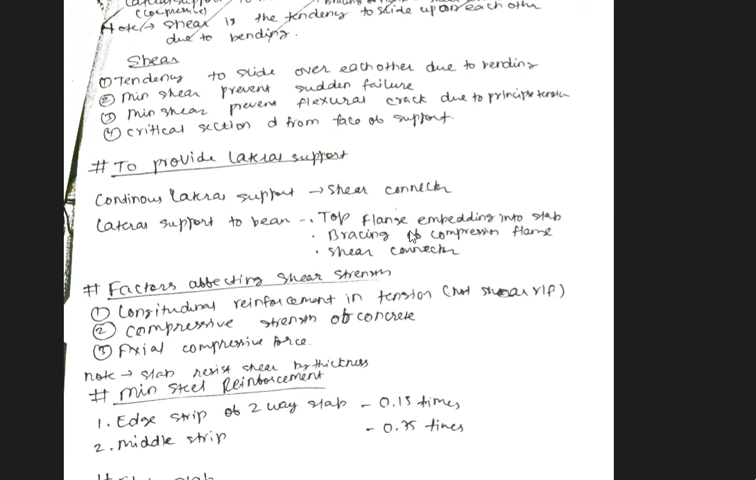 (compressive)
Note → shear is the tendency to slide upon each other
due to bending.
Shear
① Tendency to slide over each other due to bending
② Min shear prevent sudden failure
③ Min shear prevent flexural crack due to principle tension
④ critical section d from face of support.
# To provide lateral support
Continous lateral support → shear connector
Lateral support to bean - . Top flange embedding into slab
. Bracing of compression flange
. shear connector
# Factors affecting shear strength
① Longitudinal reinforcement in tension (not shear r/f)
② compressive strength of concrete
③ Axial compressive force.
Note → slab resist shear by thickness
# Min steel Reinforcement
1. Edge strip of 2 way slab - 0.15 times,
2. middle strip - 0.75 times